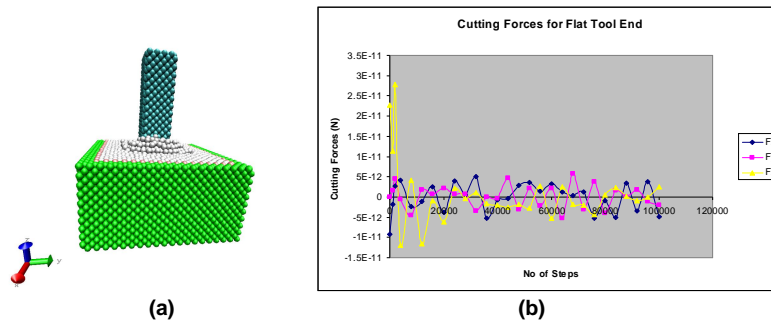 Cutting Forces for Flat Tool End
3.5E-11
3E-11
2.5E-11
2E-11
1.5E-11
1E-11
5E-12
0
-5E-12
-1E-11
-1.5E-11
Cutting Forces (N)
0 20000 40000 60000 80000 100000 120000
No of Steps
F
F
F
z
y
x
(a)
(b)